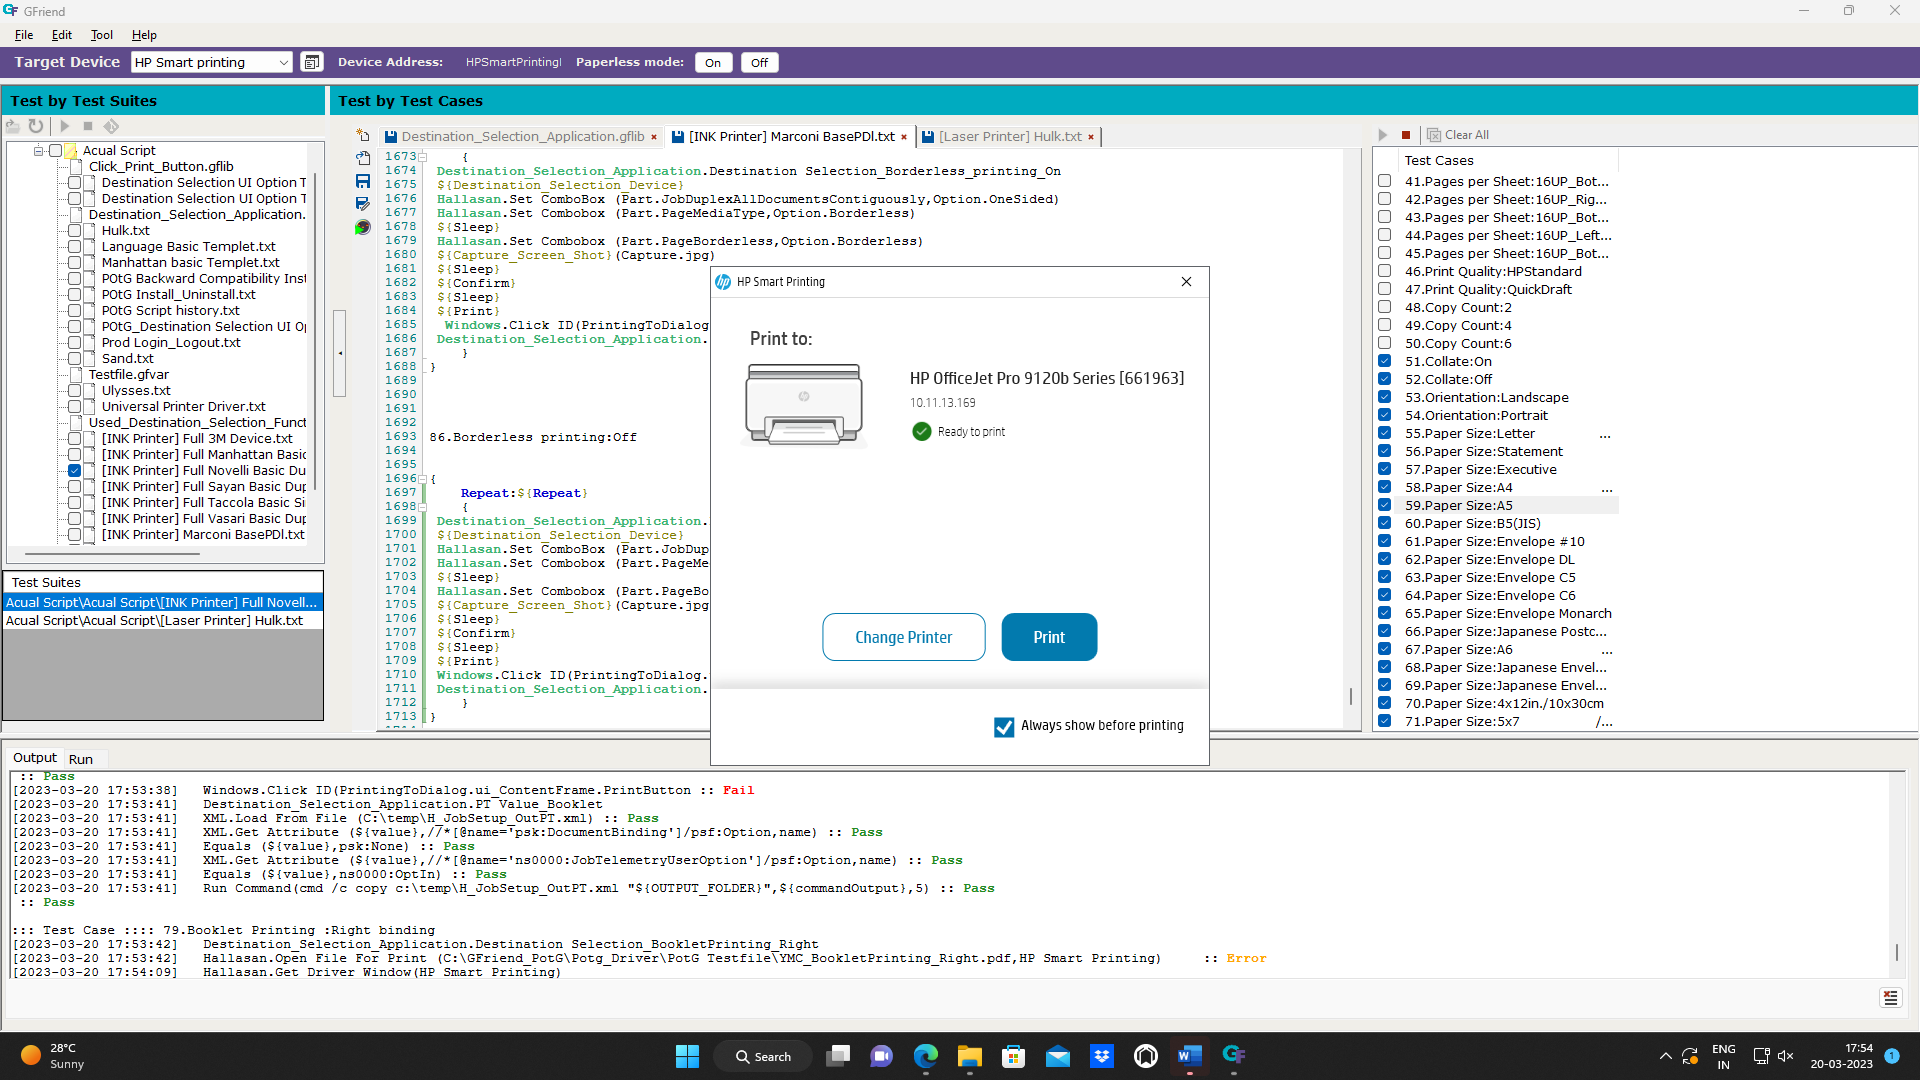 GFriend
File Edit Tool Help
Target Device HP Smart printing Device Address: HPSmartPrintingI Paperless mode: On Off
Test by Test Suites
Acual Script
Click_Print_Button.gflib
Destination Selection UI Option T
Destination Selection UI Option T
Destination_Selection_Application.
Hulk.txt
Language Basic Templet.txt
Manhattan basic Templet.txt
POtG Backward Compatibility Inst
POtG Install_Uninstall.txt
POtG Script history.txt
POtG_Destination Selection UI Op
Prod Login_Logout.txt
Sand.txt
Testfile.gfvar
Ulysses.txt
Universal Printer Driver.txt
Used_Destination_Selection_Funct
[INK Printer] Full 3M Device.txt
[INK Printer] Full Manhattan Basic
[INK Printer] Full Novelli Basic Du
[INK Printer] Full Sayan Basic Dup
[INK Printer] Full Taccola Basic Si
[INK Printer] Full Vasari Basic Dup
[INK Printer] Marconi BasePDl.txt
Test Suites
Acual Script\Acual Script\[INK Printer] Full Novell...
Acual Script\Acual Script\[Laser Printer] Hulk.txt
Test by Test Cases
Destination_Selection_Application.gflib × [INK Printer] Marconi BasePDl.txt × [Laser Printer] Hulk.txt ×
1673 {
1674 Destination_Selection_Application.Destination Selection_Borderless_printing_On
1675 ${Destination_Selection_Device}
1676 Hallasan.Set ComboBox (Part.JobDuplexAllDocumentsContiguously,Option.OneSided)
1677 Hallasan.Set Combobox (Part.PageMediaType,Option.Borderless)
1678 ${Sleep}
1679 Hallasan.Set Combobox (Part.PageBorderless,Option.Borderless)
1680 ${Capture_Screen_Shot}(Capture.jpg)
1681 ${Sleep}
1682 ${Confirm}
1683 ${Sleep}
1684 ${Print}
1685 Windows.Click ID(PrintingToDialog
1686 Destination_Selection_Application.
1687 }
1688 }
1689
1690
1691
1692
1693 86.Borderless printing:Off
1694
1695
1696 {
1697 Repeat:${Repeat}
1698 {
1699 Destination_Selection_Application.
1700 ${Destination_Selection_Device}
1701 Hallasan.Set ComboBox (Part.JobDup
1702 Hallasan.Set Combobox (Part.PageMe
1703 ${Sleep}
1704 Hallasan.Set Combobox (Part.PageBo
1705 ${Capture_Screen_Shot}(Capture.jpg
1706 ${Sleep}
1707 ${Confirm}
1708 ${Sleep}
1709 ${Print}
1710 Windows.Click ID(PrintingToDialog.
1711 Destination_Selection_Application.
1712 }
1713 }
HP Smart Printing
Print to:
HP OfficeJet Pro 9120b Series [661963]
10.11.13.169
Ready to print
Change Printer Print
Always show before printing
Clear All
Test Cases
41.Pages per Sheet:16UP_Bot...
42.Pages per Sheet:16UP_Rig...
43.Pages per Sheet:16UP_Bot...
44.Pages per Sheet:16UP_Left...
45.Pages per Sheet:16UP_Bot...
46.Print Quality:HPStandard
47.Print Quality:QuickDraft
48.Copy Count:2
49.Copy Count:4
50.Copy Count:6
51.Collate:On
52.Collate:Off
53.Orientation:Landscape
54.Orientation:Portrait
55.Paper Size:Letter ...
56.Paper Size:Statement
57.Paper Size:Executive
58.Paper Size:A4 ...
59.Paper Size:A5
60.Paper Size:B5(JIS)
61.Paper Size:Envelope #10
62.Paper Size:Envelope DL
63.Paper Size:Envelope C5
64.Paper Size:Envelope C6
65.Paper Size:Envelope Monarch
66.Paper Size:Japanese Postc...
67.Paper Size:A6 ...
68.Paper Size:Japanese Envel...
69.Paper Size:Japanese Envel...
70.Paper Size:4x12in./10x30cm
71.Paper Size:5x7 /...
Output Run
:: Pass
[2023-03-20 17:53:38] Windows.Click ID(PrintingToDialog.ui_ContentFrame.PrintButton :: Fail
[2023-03-20 17:53:41] Destination_Selection_Application.PT Value_Booklet
[2023-03-20 17:53:41] XML.Load From File (C:\temp\H_JobSetup_OutPT.xml) :: Pass
[2023-03-20 17:53:41] XML.Get Attribute (${value},//*[@name='psk:DocumentBinding']/psf:Option,name) :: Pass
[2023-03-20 17:53:41] Equals (${value},psk:None) :: Pass
[2023-03-20 17:53:41] XML.Get Attribute (${value},//*[@name='ns0000:JobTelemetryUserOption']/psf:Option,name) :: Pass
[2023-03-20 17:53:41] Equals (${value},ns0000:OptIn) :: Pass
[2023-03-20 17:53:41] Run Command(cmd /c copy c:\temp\H_JobSetup_OutPT.xml "${OUTPUT_FOLDER}",${commandOutput},5) :: Pass
:: Pass
::: Test Case :::: 79.Booklet Printing :Right binding
[2023-03-20 17:53:42] Destination_Selection_Application.Destination Selection_BookletPrinting_Right
[2023-03-20 17:53:42] Hallasan.Open File For Print (C:\GFriend_PotG\Potg_Driver\PotG Testfile\YMC_BookletPrinting_Right.pdf,HP Smart Printing) :: Error
[2023-03-20 17:54:09] Hallasan.Get Driver Window(HP Smart Printing)
28°C
Sunny
Search
ENG
IN
17:54
20-03-2023
1